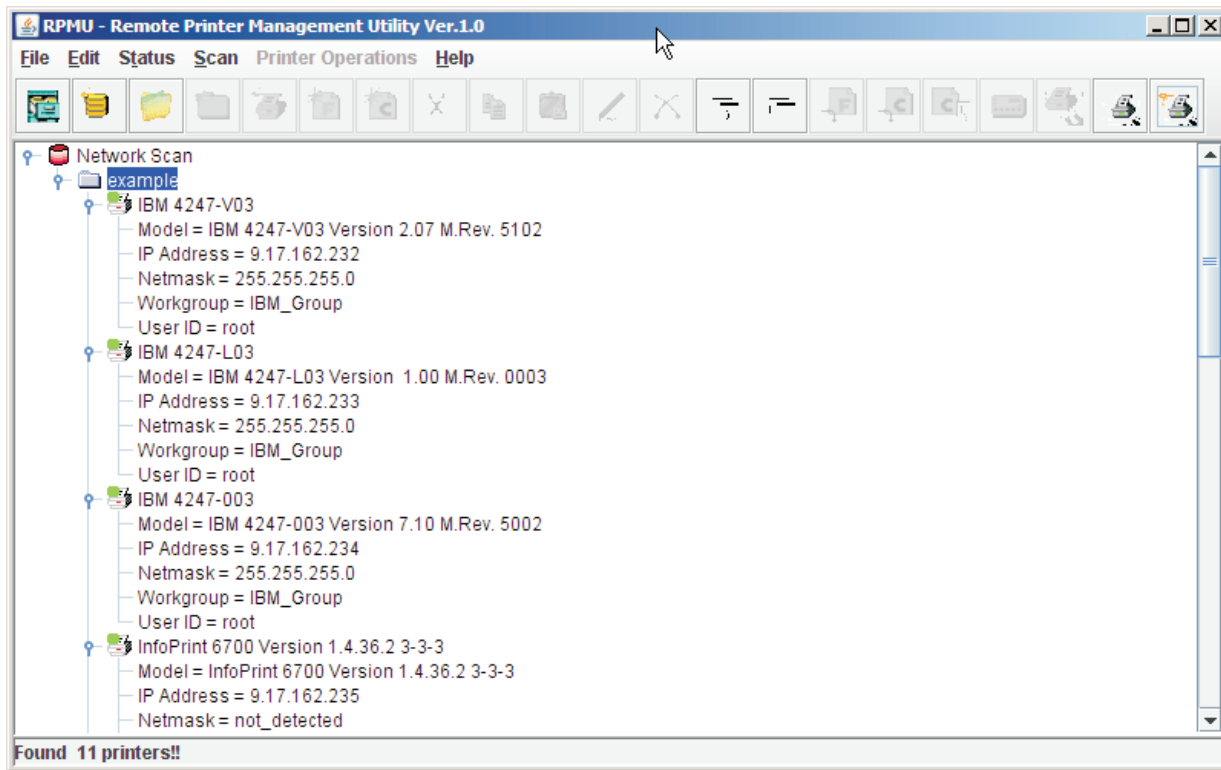 RPMU - Remote Printer Management Utility Ver.1.0
File Edit Status Scan Printer Operations Help
F C F C C
Network Scan
example
IBM 4247-V03
Model = IBM 4247-V03 Version 2.07 M.Rev. 5102
IP Address = 9.17.162.232
Netmask = 255.255.255.0
Workgroup = IBM_Group
User ID = root
IBM 4247-L03
Model = IBM 4247-L03 Version  1.00 M.Rev. 0003
IP Address = 9.17.162.233
Netmask = 255.255.255.0
Workgroup = IBM_Group
User ID = root
IBM 4247-003
Model = IBM 4247-003 Version 7.10 M.Rev. 5002
IP Address = 9.17.162.234
Netmask = 255.255.255.0
Workgroup = IBM_Group
User ID = root
InfoPrint 6700 Version 1.4.36.2 3-3-3
Model = InfoPrint 6700 Version 1.4.36.2 3-3-3
IP Address = 9.17.162.235
Netmask = not_detected
Found  11 printers!!